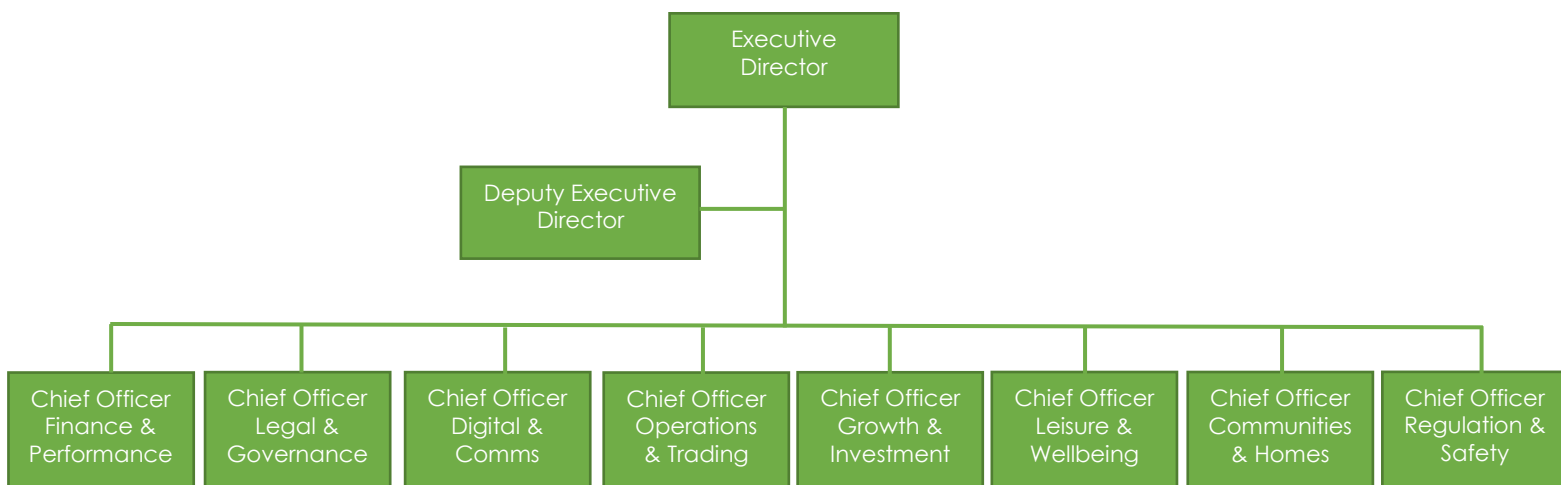 Executive
Director
Deputy Executive
Director
Chief Officer
Finance &
Performance
Chief Officer
Legal &
Governance
Chief Officer
Digital &
Comms
Chief Officer
Operations
& Trading
Chief Officer
Growth &
Investment
Chief Officer
Leisure &
Wellbeing
Chief Officer
Communities
& Homes
Chief Officer
Regulation &
Safety